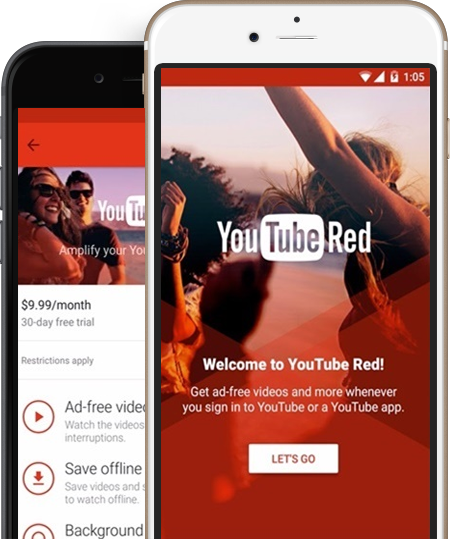 YouTu
Amplify your You
$9.99/month
30-day free trial
Restrictions apply
Ad-free vide
Watch the videos
interruptions.
Save offline
Save videos and s
to watch offline.
Background
1:05
YouTube Red
Welcome to YouTube Red!
Get ad-free videos and more whenever
you sign in to YouTube or a YouTube app.
LET'S GO